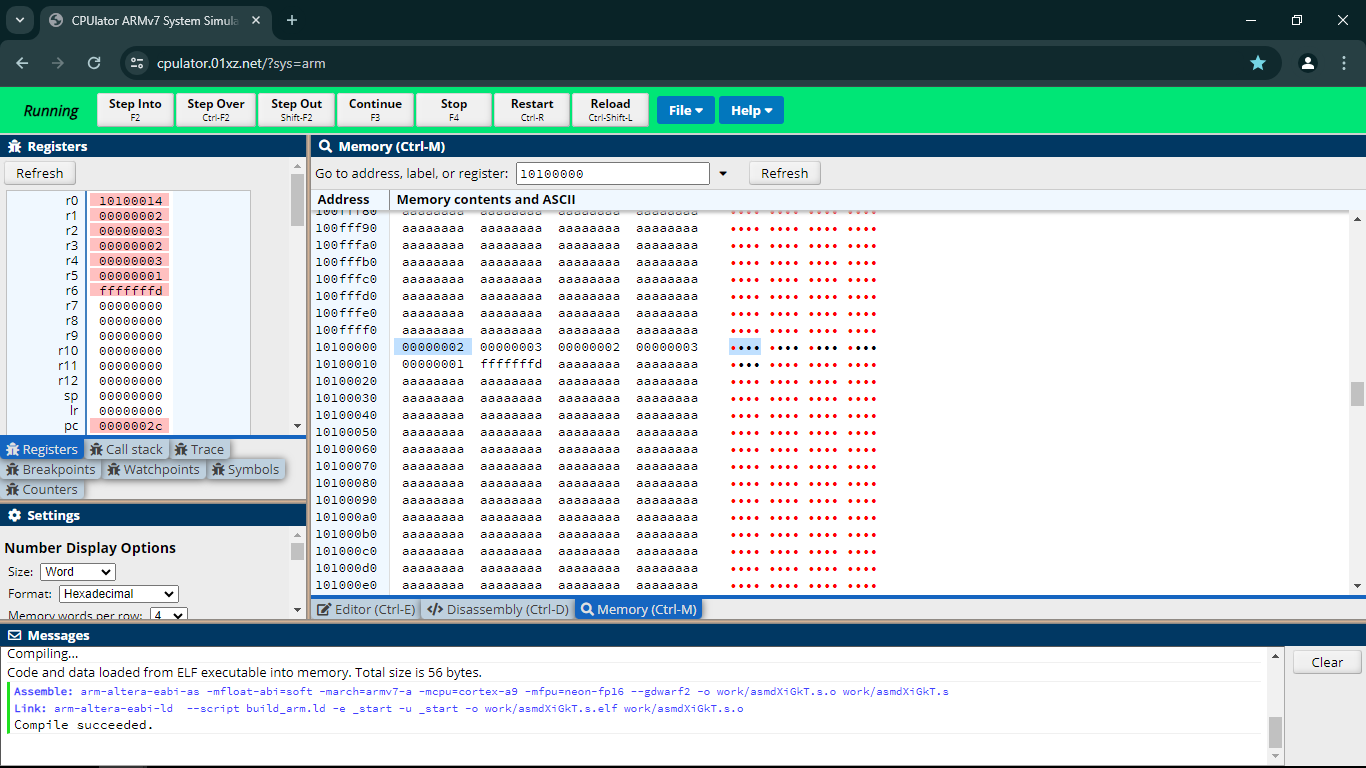 CPUlator ARMv7 System Simula
cpulator.01xz.net/?sys=arm
Running
Step Into
F2
Step Over
Ctrl-F2
Step Out
Shift-F2
Continue
F3
Stop
F4
Restart
Ctrl-R
Reload
Ctrl-Shift-L
File
Help
Registers
Refresh
r0 10100014
r1 00000002
r2 00000003
r3 00000002
r4 00000003
r5 00000001
r6 fffffffd
r7 00000000
r8 00000000
r9 00000000
r10 00000000
r11 00000000
r12 00000000
sp 00000000
lr 00000000
pc 0000002c
Registers Call stack Trace
Breakpoints Watchpoints Symbols
Counters
Settings
Number Display Options
Size: Word
Format: Hexadecimal
Memory words per row: 4
Memory (Ctrl-M)
Go to address, label, or register: 10100000 Refresh
Address Memory contents and ASCII
100fff80 aaaaaaaa aaaaaaaa aaaaaaaa aaaaaaaa
100fff90 aaaaaaaa aaaaaaaa aaaaaaaa aaaaaaaa
100fffa0 aaaaaaaa aaaaaaaa aaaaaaaa aaaaaaaa
100fffb0 aaaaaaaa aaaaaaaa aaaaaaaa aaaaaaaa
100fffc0 aaaaaaaa aaaaaaaa aaaaaaaa aaaaaaaa
100fffd0 aaaaaaaa aaaaaaaa aaaaaaaa aaaaaaaa
100fffe0 aaaaaaaa aaaaaaaa aaaaaaaa aaaaaaaa
100ffff0 aaaaaaaa aaaaaaaa aaaaaaaa aaaaaaaa
10100000 00000002 00000003 00000002 00000003
10100010 00000001 fffffffd aaaaaaaa aaaaaaaa
10100020 aaaaaaaa aaaaaaaa aaaaaaaa aaaaaaaa
10100030 aaaaaaaa aaaaaaaa aaaaaaaa aaaaaaaa
10100040 aaaaaaaa aaaaaaaa aaaaaaaa aaaaaaaa
10100050 aaaaaaaa aaaaaaaa aaaaaaaa aaaaaaaa
10100060 aaaaaaaa aaaaaaaa aaaaaaaa aaaaaaaa
10100070 aaaaaaaa aaaaaaaa aaaaaaaa aaaaaaaa
10100080 aaaaaaaa aaaaaaaa aaaaaaaa aaaaaaaa
10100090 aaaaaaaa aaaaaaaa aaaaaaaa aaaaaaaa
101000a0 aaaaaaaa aaaaaaaa aaaaaaaa aaaaaaaa
101000b0 aaaaaaaa aaaaaaaa aaaaaaaa aaaaaaaa
101000c0 aaaaaaaa aaaaaaaa aaaaaaaa aaaaaaaa
101000d0 aaaaaaaa aaaaaaaa aaaaaaaa aaaaaaaa
101000e0 aaaaaaaa aaaaaaaa aaaaaaaa aaaaaaaa
Editor (Ctrl-E) Disassembly (Ctrl-D) Memory (Ctrl-M)
Messages
Compiling...
Code and data loaded from ELF executable into memory. Total size is 56 bytes.
Assemble: arm-altera-eabi-as -mfloat-abi=soft -march=armv7-a -mcpu=cortex-a9 -mfpu=neon-fp16 --gdwarf2 -o work/asmdXiGkT.s.o work/asmdXiGkT.s
Link: arm-altera-eabi-ld --script build_arm.ld -e _start -u _start -o work/asmdXiGkT.s.elf work/asmdXiGkT.s.o
Compile succeeded.
Clear